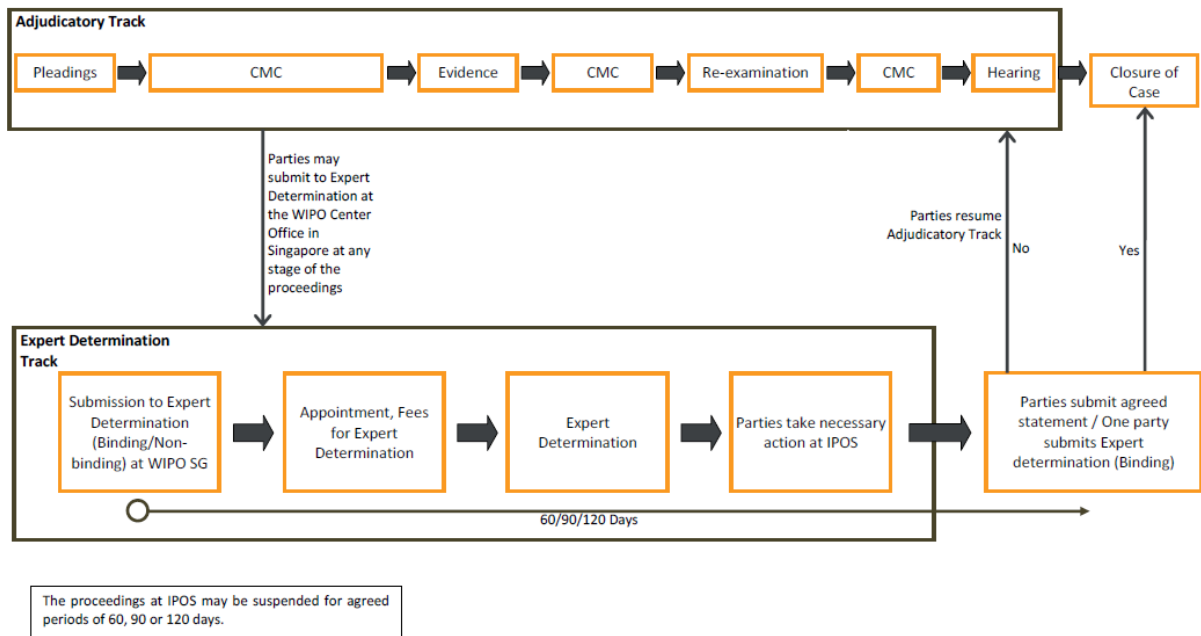 Adjudicatory Track
Pleadings
CMC
Evidence
CMC
Re-examination
CMC
Hearing
Closure of
Case
Parties may
submit to Expert
Determination at
the WIPO Center
Office in
Singapore at any
stage of the
proceedings
Parties resume
Adjudicatory Track
No
Yes
Expert Determination
Track
Submission to Expert
Determination
(Binding/Non-
binding) at WIPO SG
Appointment, Fees
for Expert
Determination
Expert
Determination
Parties take necessary
action at IPOS
Parties submit agreed
statement / One party
submits Expert
determination (Binding)
60/90/120 Days
The proceedings at IPOS may be suspended for agreed
periods of 60, 90 or 120 days.